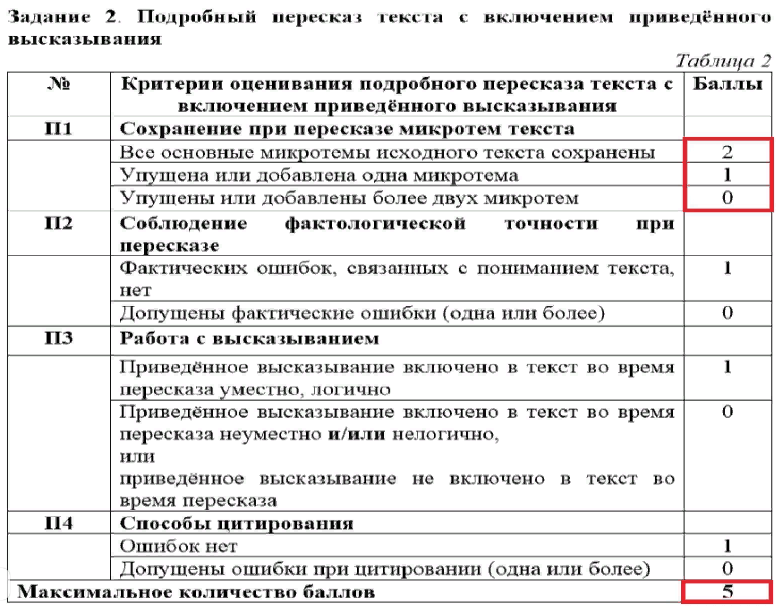 Задание 2. Подробный пересказ текста с включением приведённого
высказывания
Таблица 2
№ Критерии оценивания подробного пересказа текста с Баллы
включением приведённого высказывания
П1 Сохранение при пересказе микротем текста
Все основные микротемы исходного текста сохранены 2
Упущена или добавлена одна микротема 1
Упущены или добавлены более двух микротем 0
П2 Соблюдение фактологической точности при
пересказе
Фактических ошибок, связанных с пониманием текста, 1
нет
Допущены фактические ошибки (одна или более) 0
П3 Работа с высказыванием
Приведённое высказывание включено в текст во время 1
пересказа уместно, логично
Приведённое высказывание включено в текст во время 0
пересказа неуместно и/или нелогично,
или
приведённое высказывание не включено в текст во
время пересказа
П4 Способы цитирования
Ошибок нет 1
Допущены ошибки при цитировании (одна или более) 0
Максимальное количество баллов 5